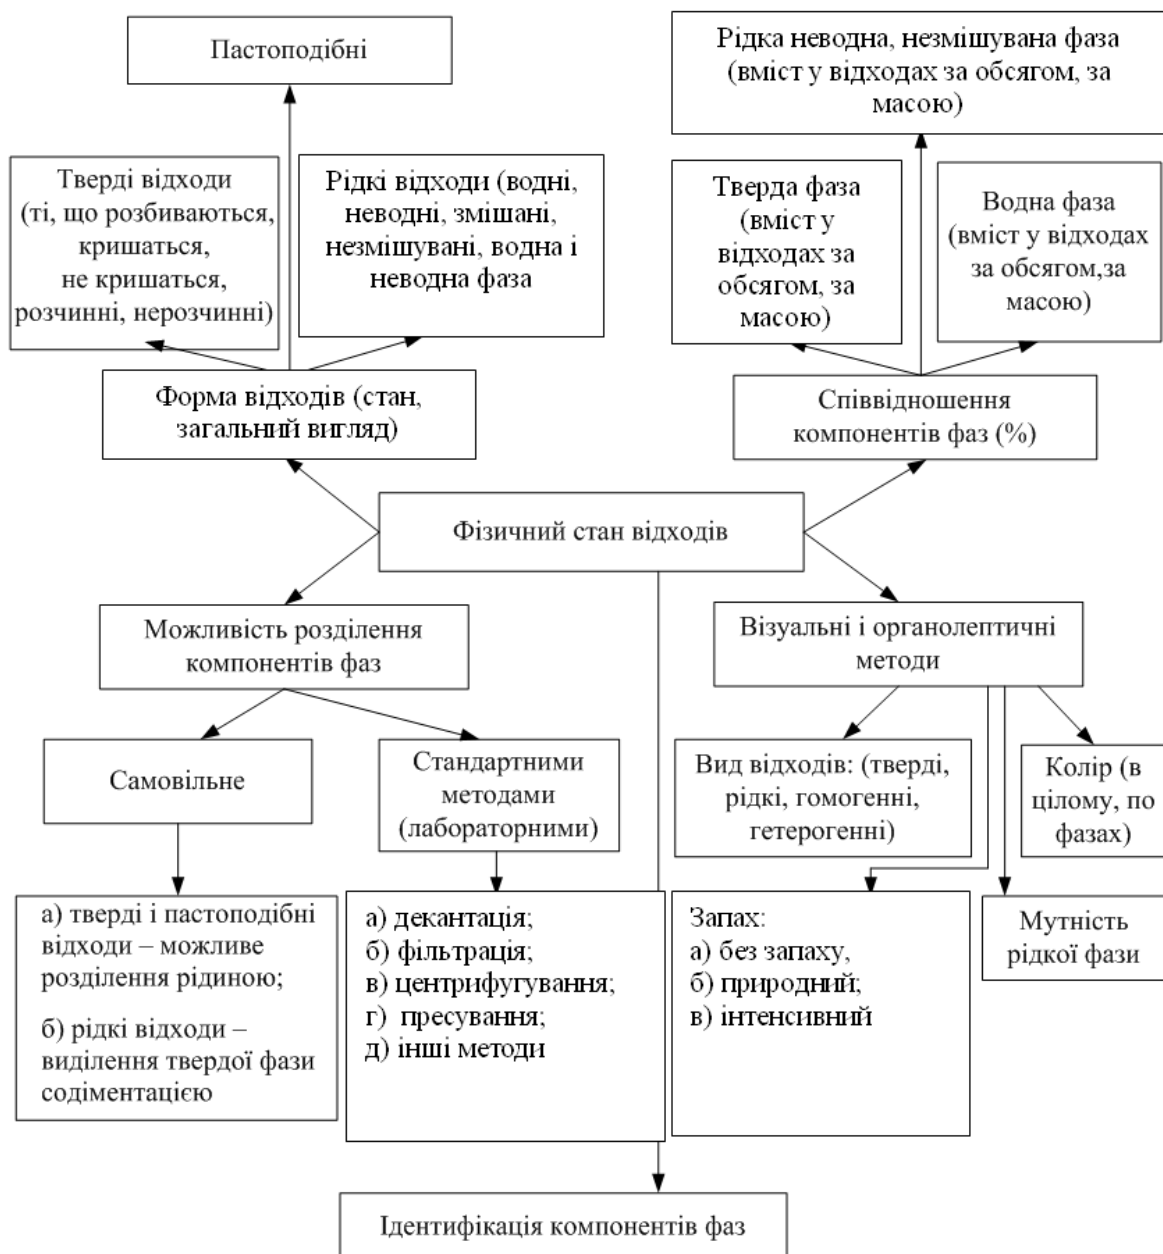 Пастоподібні
Рідка неводна, незмішувана фаза
(вміст у відходах за обсягом, за
масою)
Тверді відходи
(ті, що розбиваються,
кришаться,
не кришаться,
розчинні, нерозчинні)
Рідкі відходи (водні,
неводні, змішані,
незмішувані, водна і
неводна фаза
Тверда фаза
(вміст у
відходах за
обсягом, за
масою)
Водна фаза
(вміст у відходах
за обсягом,за
масою)
Форма відходів (стан,
загальний вигляд)
Співвідношення
компонентів фаз (%)
Фізичний стан відходів
Можливість розділення
компонентів фаз
Візуальні і органолептичні
методи
Самовільне
Стандартними
методами
(лабораторними)
Вид відходів: (тверді,
рідкі, гомогенні,
гетерогенні)
Колір (в
цілому, по
фазах)
а) тверді і пастоподібні
відходи – можливе
розділення рідиною;
б) рідкі відходи –
виділення твердої фази
содіментацією
а) декантація;
б) фільтрація;
в) центрифугування;
г) пресування;
д) інші методи
Запах:
а) без запаху,
б) природний;
в) інтенсивний
Мутність
рідкої фази
Ідентифікація компонентів фаз